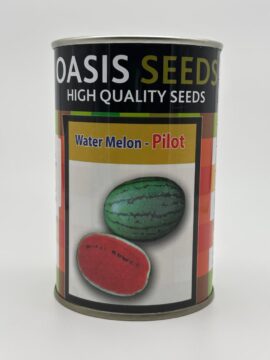 OASIS SEEDS
HIGH QUALITY SEEDS
Water Melon - Pilot